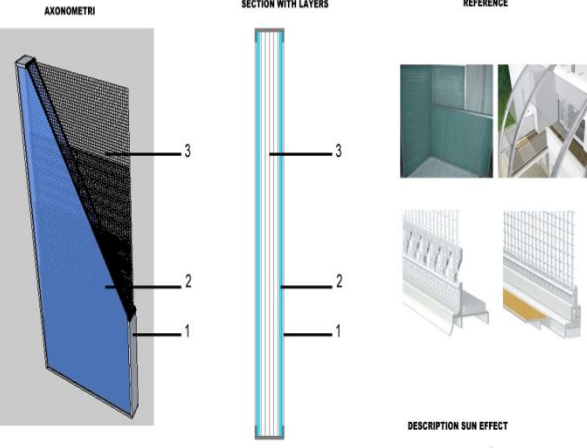 AXONOMETRI
SECTION WITH LAYERS
REFERENCE
3
2
1
3
2
1
DESCRIPTION SUN EFFECT